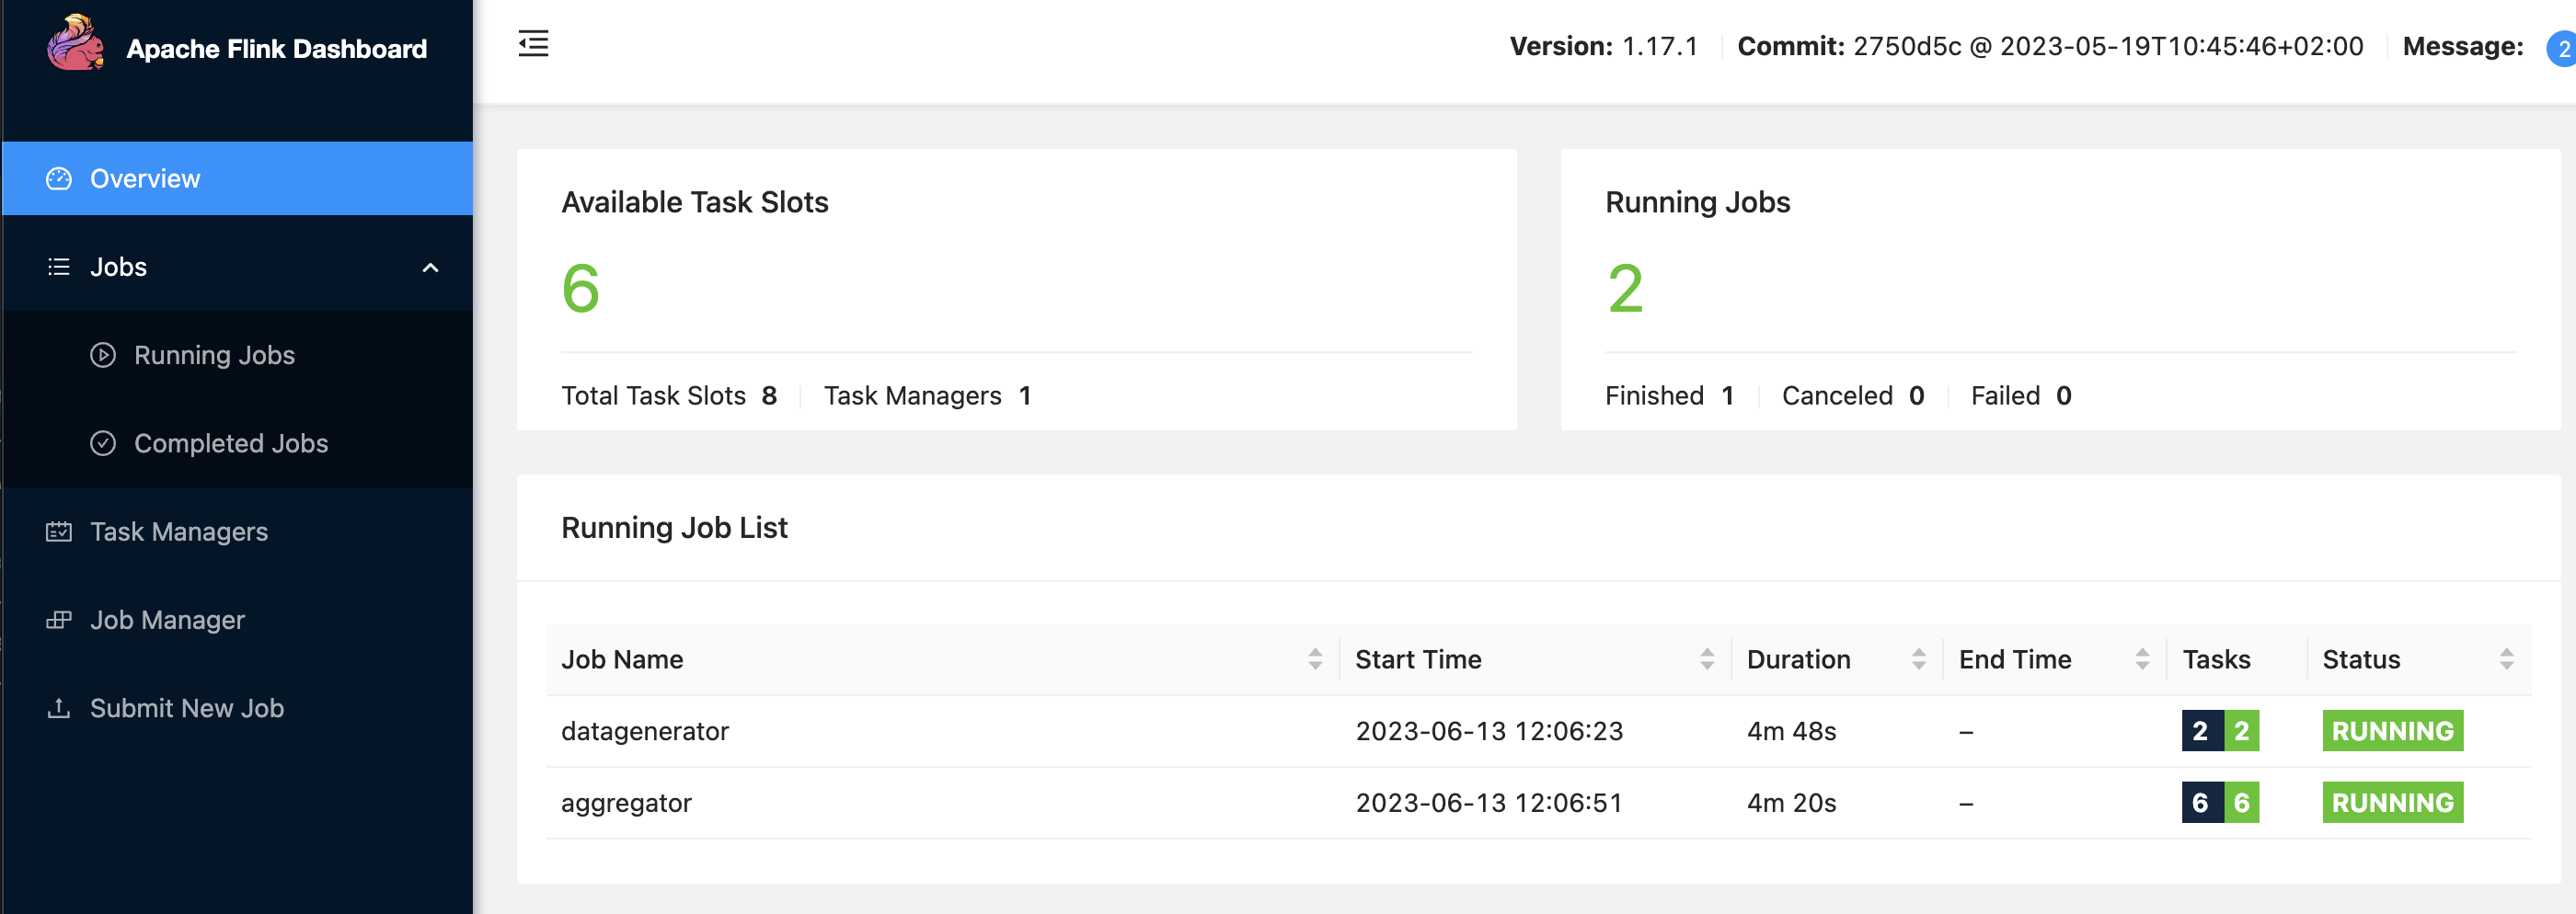 Apache Flink Dashboard
Version: 1.17.1 Commit: 2750d5c @ 2023-05-19T10:45:46+02:00 Message: 2
Overview
Jobs
Running Jobs
Completed Jobs
Task Managers
Job Manager
Submit New Job
Available Task Slots
6
Total Task Slots 8 Task Managers 1
Running Jobs
2
Finished 1 Canceled 0 Failed 0
Running Job List
Job Name Start Time Duration End Time Tasks Status
datagenerator 2023-06-13 12:06:23 4m 48s – 2 2 RUNNING
aggregator 2023-06-13 12:06:51 4m 20s – 6 6 RUNNING